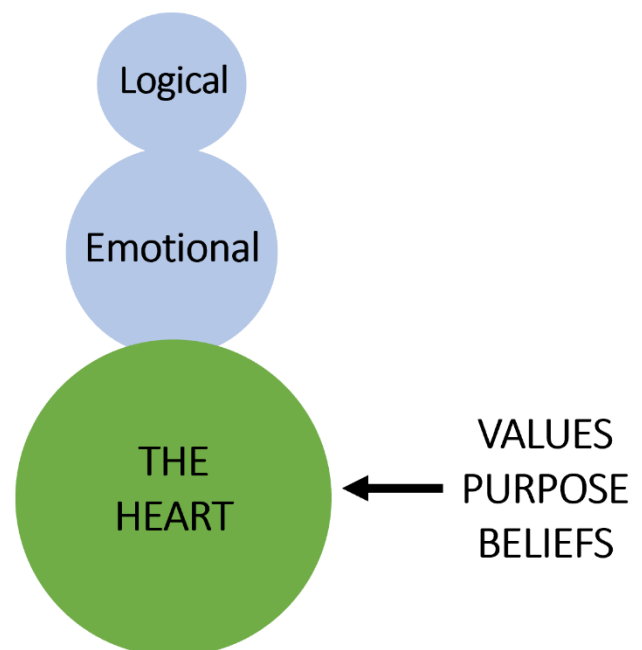 Logical
Emotional
THE
HEART
VALUES
PURPOSE
BELIEFS